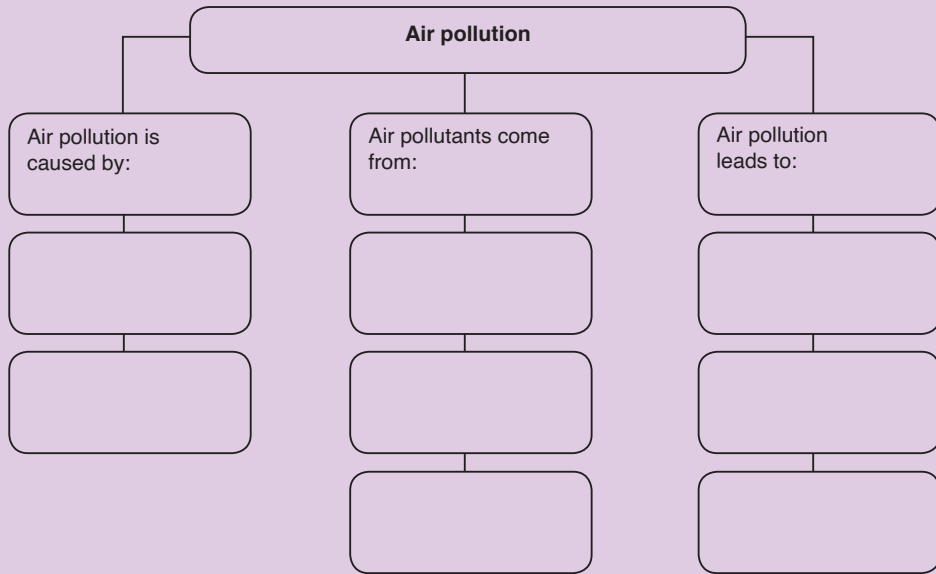 Air pollution
Air pollution is
caused by:
Air pollutants come
from:
Air pollution
leads to: